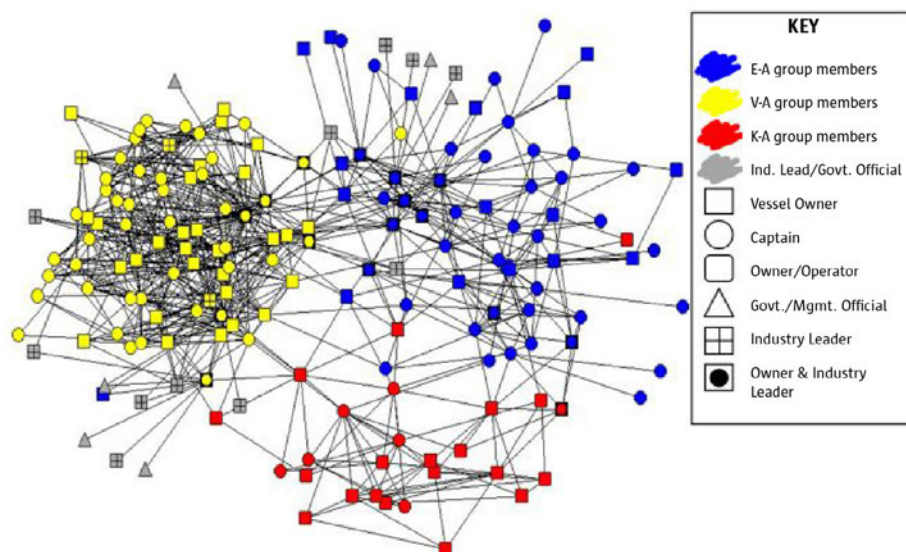 KEY
E-A group members
V-A group members
K-A group members
Ind. Lead/Govt. Official
Vessel Owner
Captain
Owner/Operator
Govt./Mgmt. Official
Industry Leader
Owner & Industry
Leader